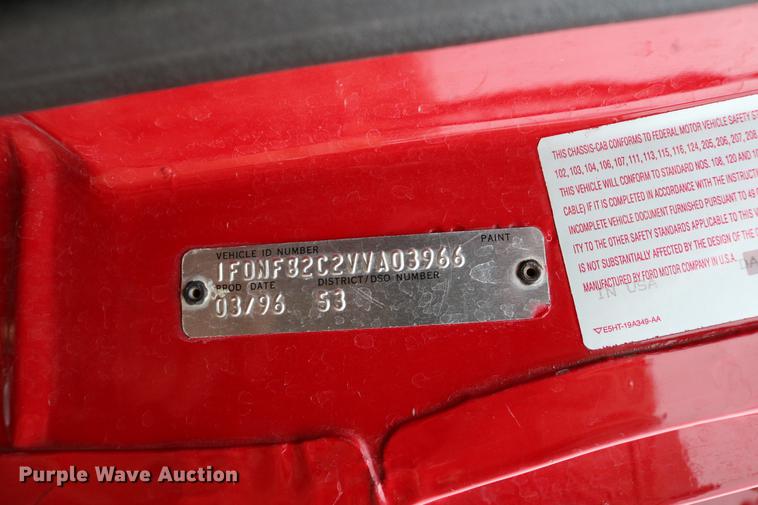 VEHICLE ID NUMBER
PAINT
1FDNF82C2VVA03966
PROD DATE DISTRICT/DSO NUMBER
03/96 53
THIS CHASSIS-CAB CONFORMS TO FEDERAL MOTOR VEHICLE SAFETY ST
102, 103, 104, 106, 107, 111, 113, 115, 116, 124, 205, 206, 207, 208
THIS VEHICLE WILL CONFORM TO STANDARD NOS. 108, 120 and 10
CABLE) IF IT IS COMPLETED IN ACCORDANCE WITH THE INSTRUCTI
INCOMPLETE VEHICLE DOCUMENT FURNISHED PURSUANT TO 49
ITY TO THE OTHER SAFETY STANDARDS APPLICABLE TO THIS V
IS NOT SUBSTANTIALLY AFFECTED BY THE DESIGN OF THE
MANUFACTURED BY FORD MOTOR COMPANY IN U.S.A.
IN USA DA
E5HT-19A349-AA
Purple Wave Auction